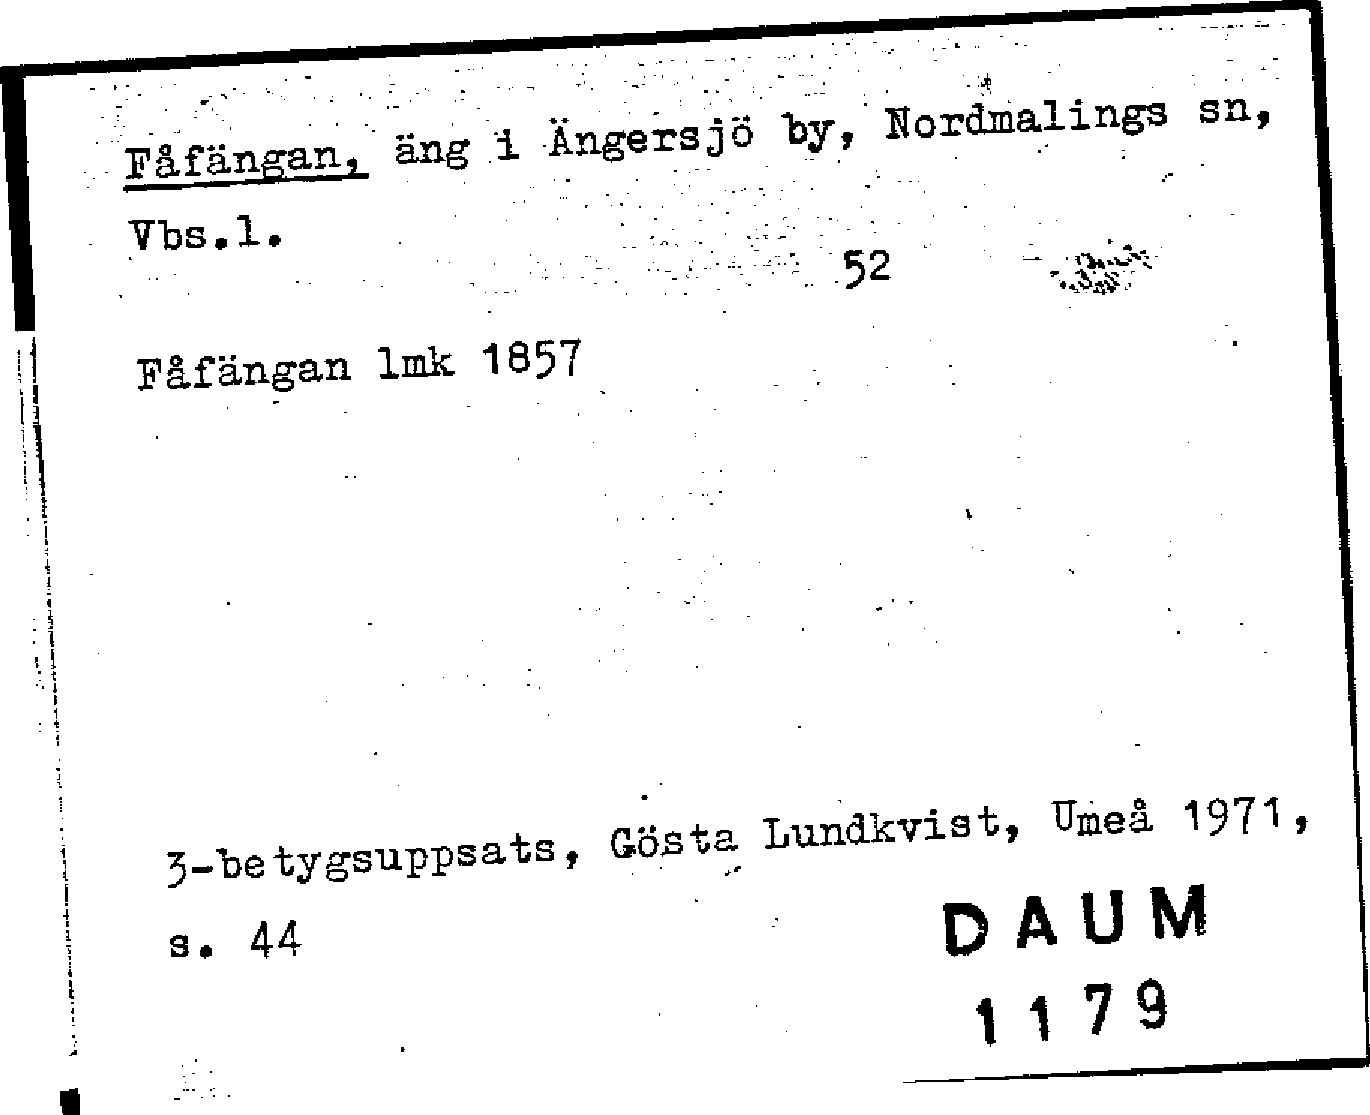 Fåfängan, äng i Ängersjö by, Nordmalings sn,
Vbs.l.
52
Fåfängan lmk 1857
3-betygsuppsats, Gösta Lundkvist, Umeå 1971,
s. 44
DAUM
1179